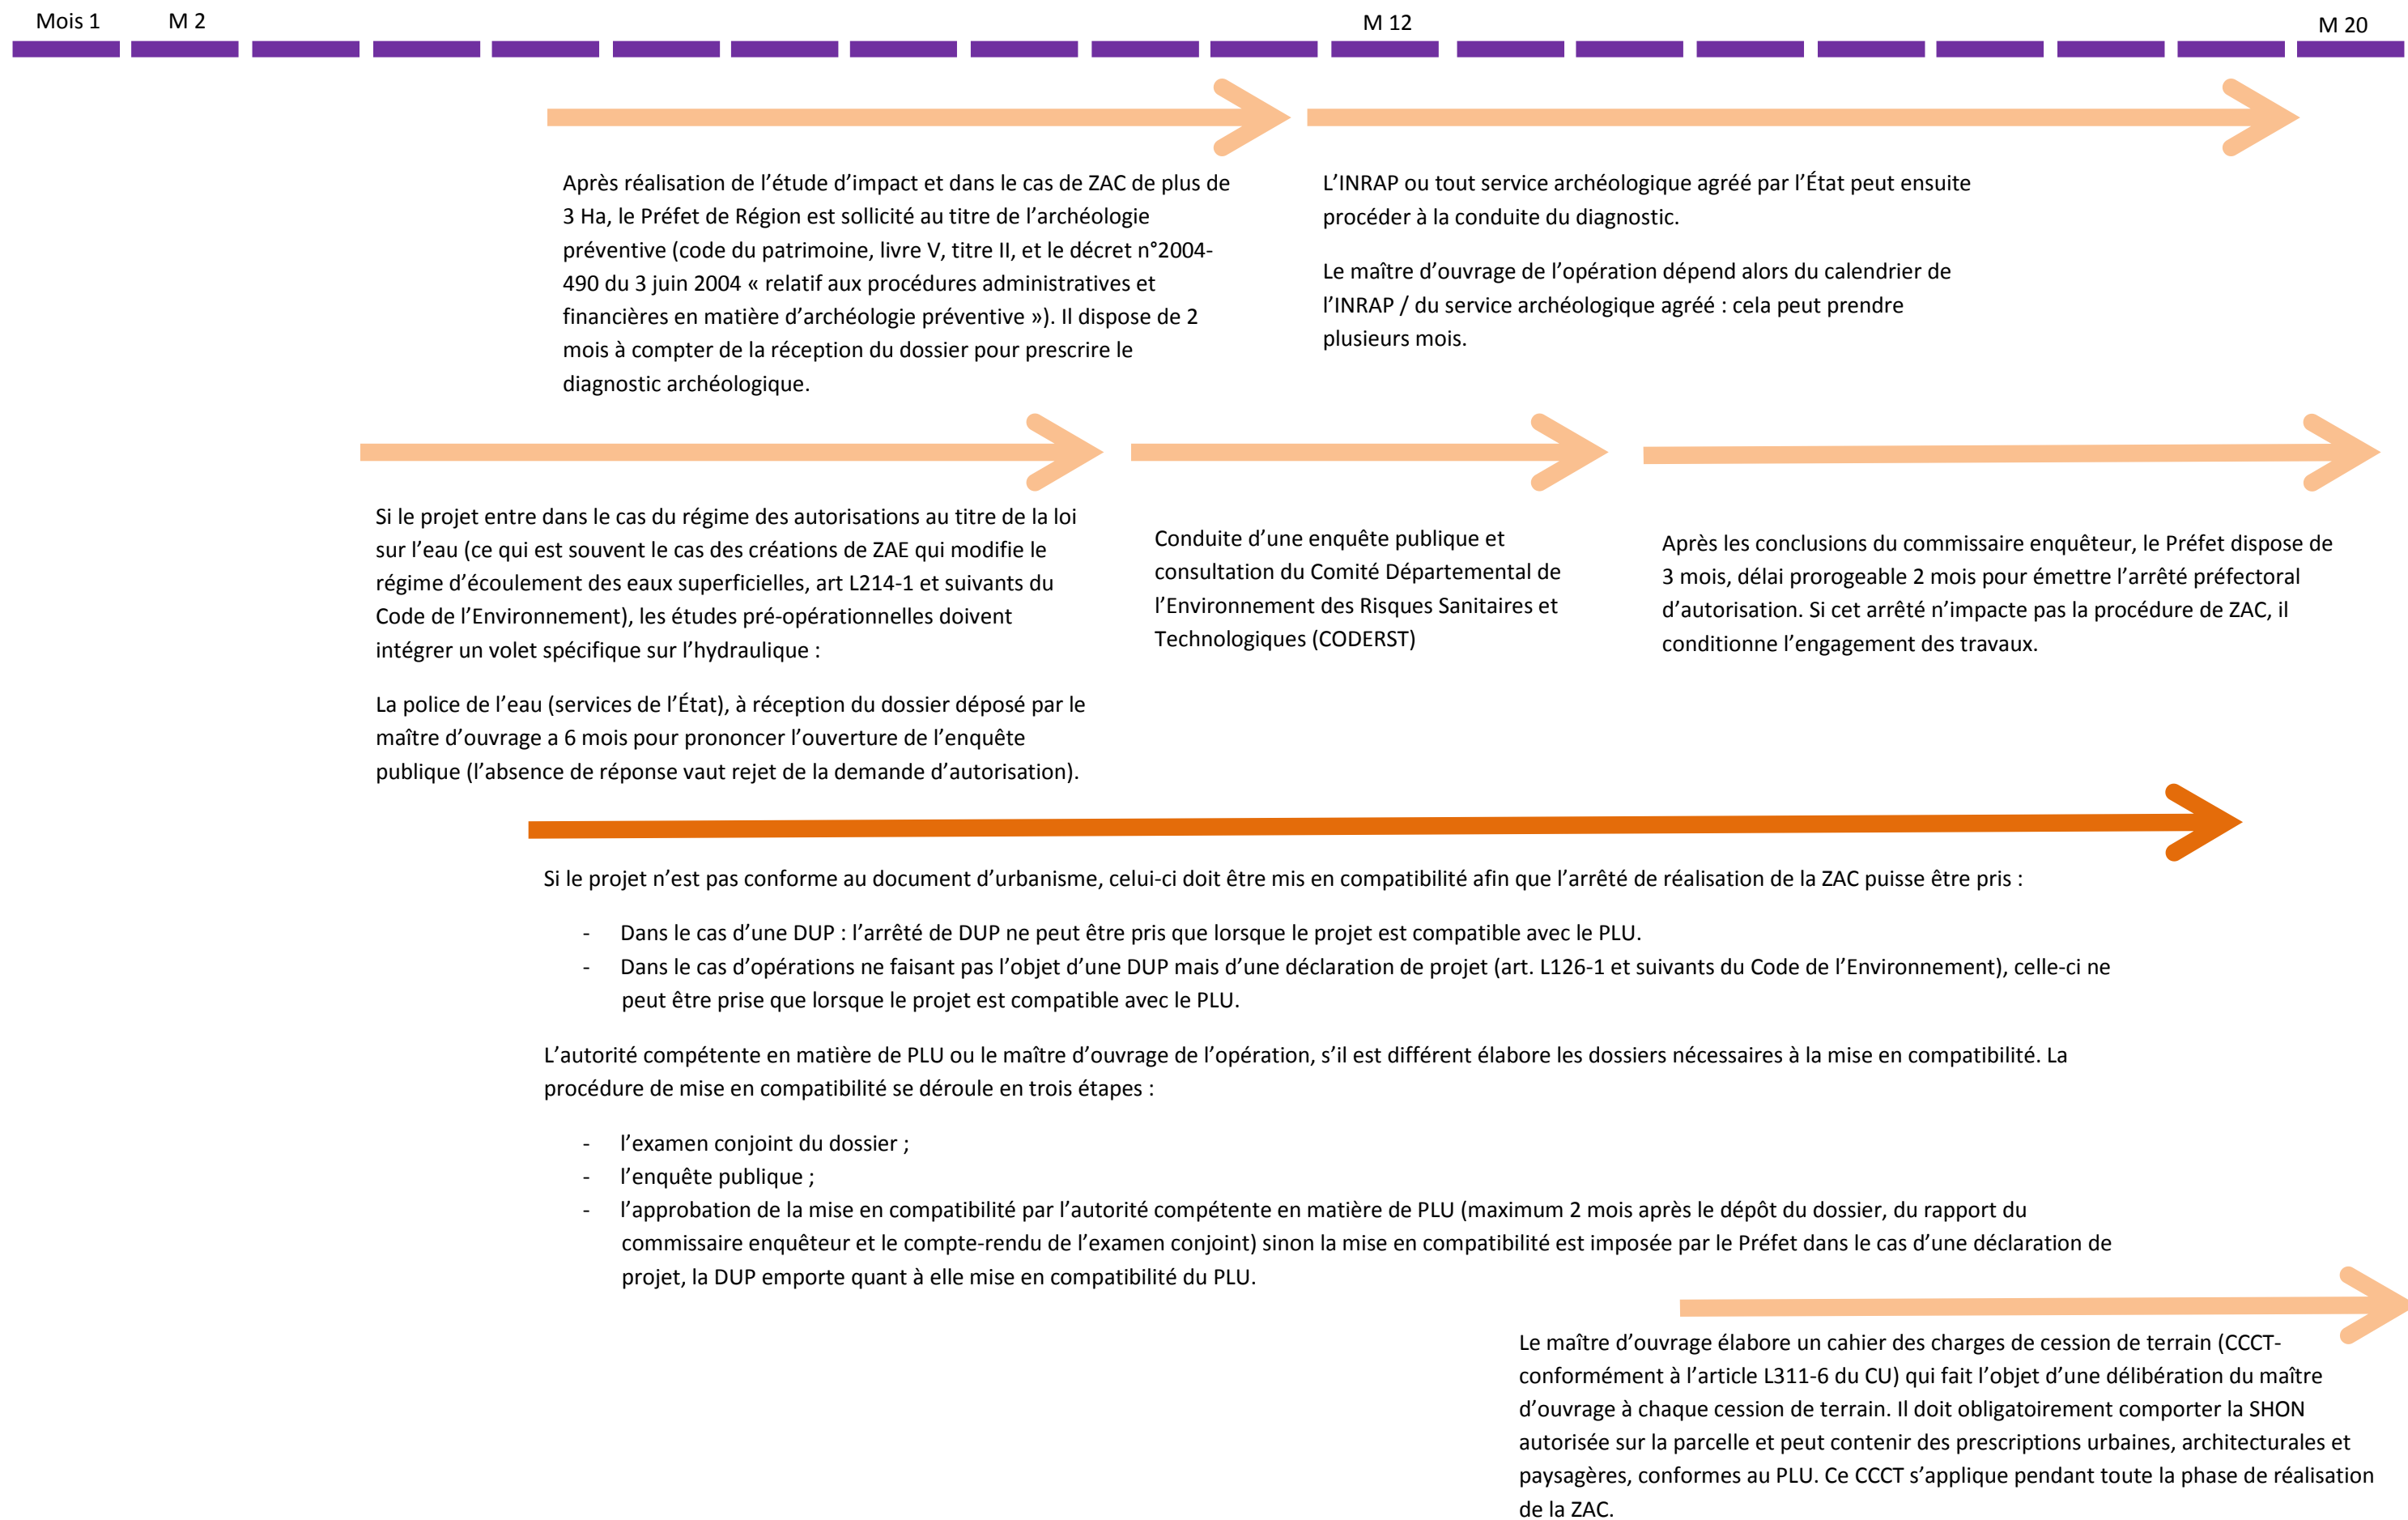 Mois 1
M 2
M 12
M 20
Après réalisation de l’étude d’impact et dans le cas de ZAC de plus de
3 Ha, le Préfet de Région est sollicité au titre de l’archéologie
préventive (code du patrimoine, livre V, titre II, et le décret n°2004-
490 du 3 juin 2004 « relatif aux procédures administratives et
financières en matière d’archéologie préventive »). Il dispose de 2
mois à compter de la réception du dossier pour prescrire le
diagnostic archéologique.
L’INRAP ou tout service archéologique agréé par l’État peut ensuite
procéder à la conduite du diagnostic.
Le maître d’ouvrage de l’opération dépend alors du calendrier de
l’INRAP / du service archéologique agréé : cela peut prendre
plusieurs mois.
Si le projet entre dans le cas du régime des autorisations au titre de la loi
sur l’eau (ce qui est souvent le cas des créations de ZAE qui modifie le
régime d’écoulement des eaux superficielles, art L214-1 et suivants du
Code de l’Environnement), les études pré-opérationnelles doivent
intégrer un volet spécifique sur l’hydraulique :
La police de l’eau (services de l’État), à réception du dossier déposé par le
maître d’ouvrage a 6 mois pour prononcer l’ouverture de l’enquête
publique (l’absence de réponse vaut rejet de la demande d’autorisation).
Conduite d’une enquête publique et
consultation du Comité Départemental de
l’Environnement des Risques Sanitaires et
Technologiques (CODERST)
Après les conclusions du commissaire enquêteur, le Préfet dispose de
3 mois, délai prorogeable 2 mois pour émettre l’arrêté préfectoral
d’autorisation. Si cet arrêté n’impacte pas la procédure de ZAC, il
conditionne l’engagement des travaux.
Si le projet n’est pas conforme au document d’urbanisme, celui-ci doit être mis en compatibilité afin que l’arrêté de réalisation de la ZAC puisse être pris :
- Dans le cas d’une DUP : l’arrêté de DUP ne peut être pris que lorsque le projet est compatible avec le PLU.
- Dans le cas d’opérations ne faisant pas l’objet d’une DUP mais d’une déclaration de projet (art. L126-1 et suivants du Code de l’Environnement), celle-ci ne
peut être prise que lorsque le projet est compatible avec le PLU.
L’autorité compétente en matière de PLU ou le maître d’ouvrage de l’opération, s’il est différent élabore les dossiers nécessaires à la mise en compatibilité. La
procédure de mise en compatibilité se déroule en trois étapes :
- l’examen conjoint du dossier ;
- l’enquête publique ;
- l’approbation de la mise en compatibilité par l’autorité compétente en matière de PLU (maximum 2 mois après le dépôt du dossier, du rapport du
commissaire enquêteur et le compte-rendu de l’examen conjoint) sinon la mise en compatibilité est imposée par le Préfet dans le cas d’une déclaration de
projet, la DUP emporte quant à elle mise en compatibilité du PLU.
Le maître d’ouvrage élabore un cahier des charges de cession de terrain (CCCT-
conformément à l’article L311-6 du CU) qui fait l’objet d’une délibération du maître
d’ouvrage à chaque cession de terrain. Il doit obligatoirement comporter la SHON
autorisée sur la parcelle et peut contenir des prescriptions urbaines, architecturales et
paysagères, conformes au PLU. Ce CCCT s’applique pendant toute la phase de réalisation
de la ZAC.